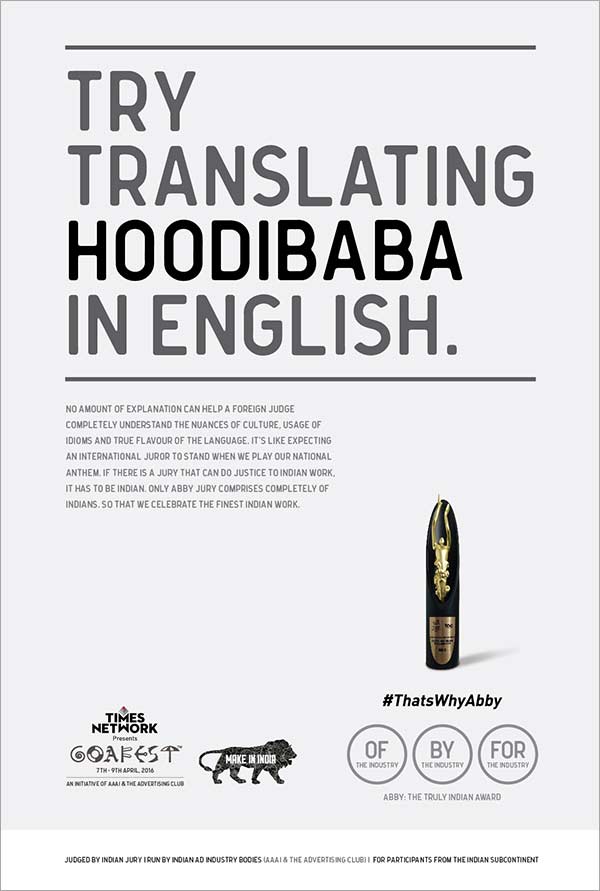 TRY
TRANSLATING
HOODIBABA
IN ENGLISH.
NO AMOUNT OF EXPLANATION CAN HELP A FOREIGN JUDGE
COMPLETELY UNDERSTAND THE NUANCES OF CULTURE, USAGE OF
IDIOMS AND TRUE FLAVOUR OF THE LANGUAGE. IT'S LIKE EXPECTING
AN INTERNATIONAL JUROR TO STAND WHEN WE PLAY OUR NATIONAL
ANTHEM. IF THERE IS A JURY THAT CAN DO JUSTICE TO INDIAN WORK,
IT HAS TO BE INDIAN. ONLY ABBY JURY COMPRISES COMPLETELY OF
INDIANS. SO THAT WE CELEBRATE THE FINEST INDIAN WORK.
#ThatsWhyAbby
TIMES
NETWORK
Presents
GOAFEST
7TH - 9TH APRIL, 2016
AN INITIATIVE OF AAAI & THE ADVERTISING CLUB
MAKE IN INDIA
OF
THE INDUSTRY
BY
THE INDUSTRY
FOR
THE INDUSTRY
ABBY: THE TRULY INDIAN AWARD
JUDGED BY INDIAN JURY I RUN BY INDIAN AD INDUSTRY BODIES (AAAI & THE ADVERTISING CLUB) I FOR PARTICIPANTS FROM THE INDIAN SUBCONTINENT